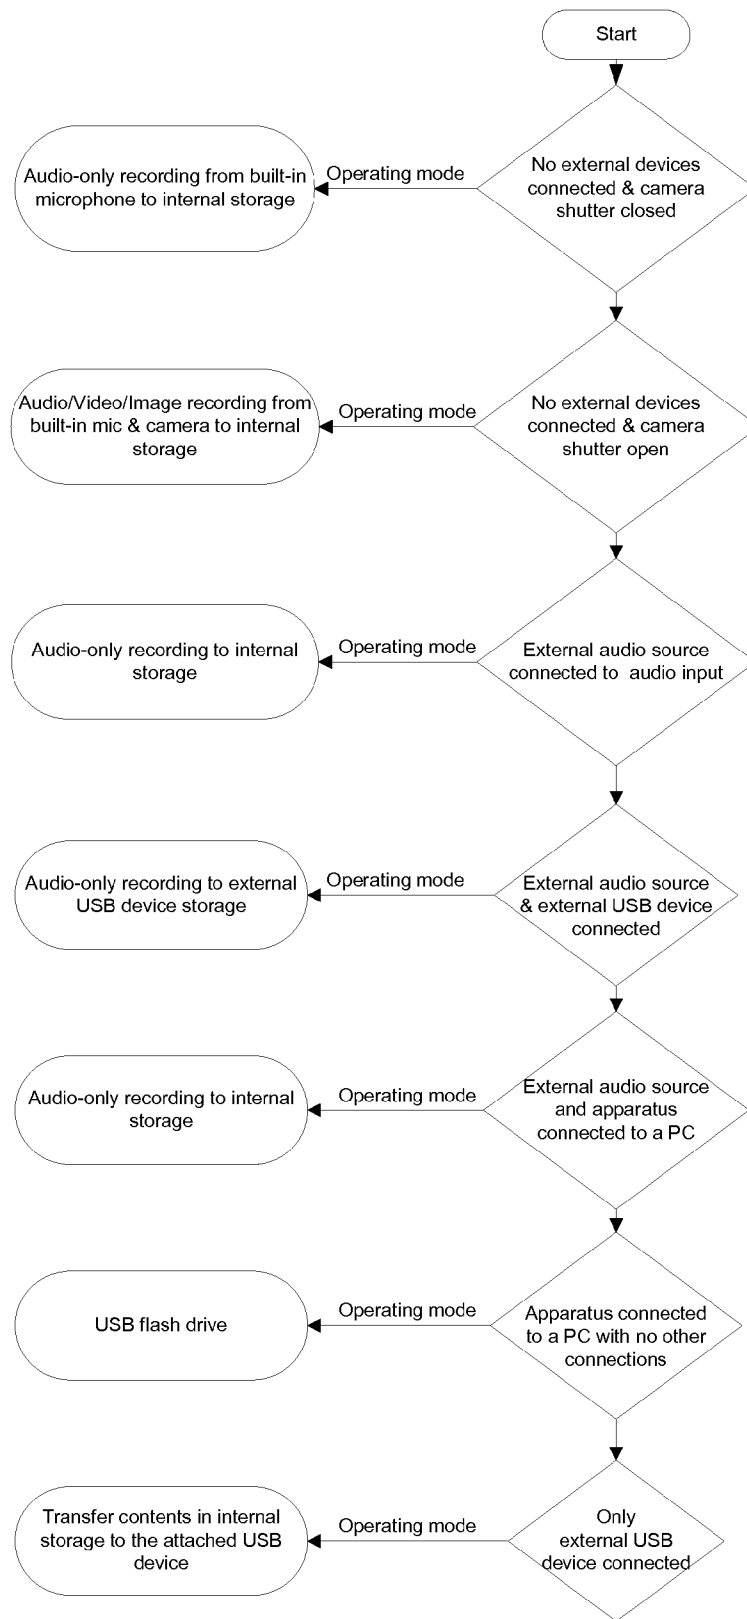 Start
No external devices
connected & camera
shutter closed
Operating mode
Audio-only recording from built-in
microphone to internal storage
No external devices
connected & camera
shutter open
Operating mode
Audio/Video/Image recording from
built-in mic & camera to internal
storage
External audio source
connected to audio input
Operating mode
Audio-only recording to internal
storage
External audio source
& external USB device
connected
Operating mode
Audio-only recording to external
USB device storage
External audio source
and apparatus
connected to a PC
Operating mode
Audio-only recording to internal
storage
Apparatus connected
to a PC with no other
connections
Operating mode
USB flash drive
Only
external USB
device connected
Operating mode
Transfer contents in internal
storage to the attached USB
device